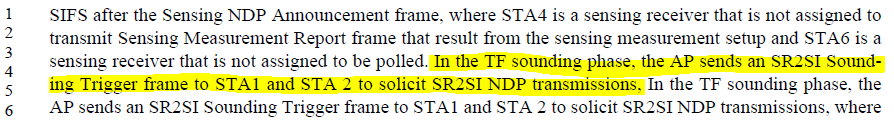 1 SIFS after the Sensing NDP Announcement frame, where STA4 is a sensing receiver that is not assigned to
2 transmit Sensing Measurement Report frame that result from the sensing measurement setup and STA6 is a
3 sensing receiver that is not assigned to be polled. In the TF sounding phase, the AP sends an SR2SI Sound-
4 ing Trigger frame to STA1 and STA 2 to solicit SR2SI NDP transmissions, In the TF sounding phase, the
5 AP sends an SR2SI Sounding Trigger frame to STA1 and STA 2 to solicit SR2SI NDP transmissions, where
6